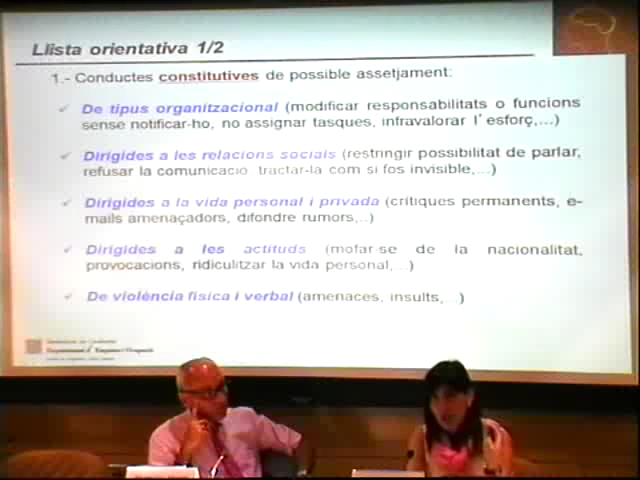 Llista orientativa 1/2
1.- Conductes constitutives de possible assetjament:
De tipus organitzacional (modificar responsabilitats o funcions
sense notificar-ho, no assignar tasques, infravalorar l'esforç,...)
Dirigides a les relacions socials (restringir possibilitat de parlar,
refusar la comunicació tractar-la com si fos invisible,...)
Dirigides a la vida personal i privada (crítiques permanents, e-
mails amenaçadors, difondre rumors,..)
Dirigides a les actituds (mofar-se de la nacionalitat,
provocacions, ridiculitzar la vida personal,...)
De violència física i verbal (amenaces, insults,...)